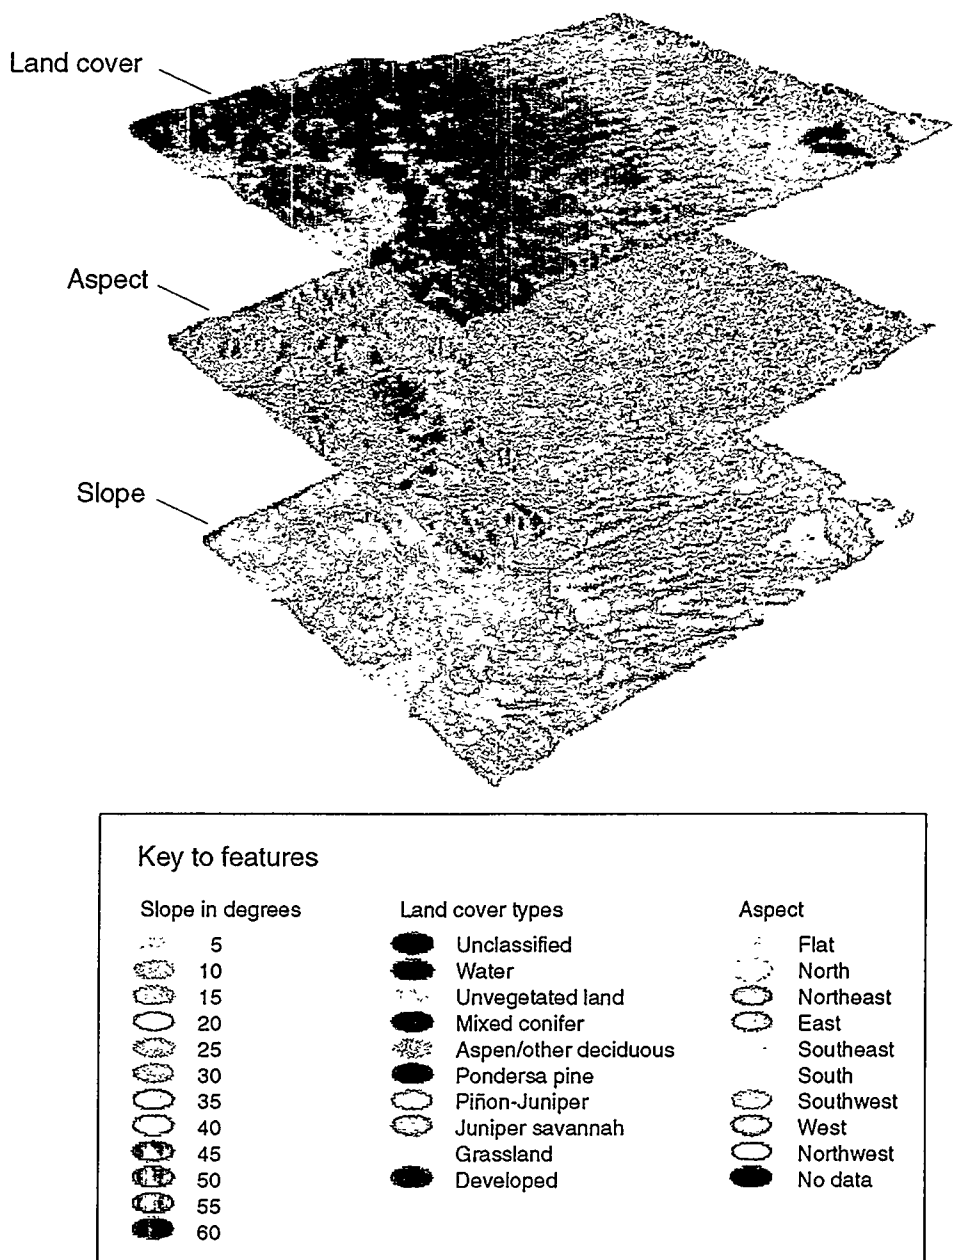 Land cover
Aspect
Slope
Key to features
Slope in degrees
5
10
15
20
25
30
35
40
45
50
55
60
Land cover types
Unclassified
Water
Unvegetated land
Mixed conifer
Aspen/other deciduous
Pondersa pine
Piñon-Juniper
Juniper savannah
Grassland
Developed
Aspect
Flat
North
Northeast
East
Southeast
South
Southwest
West
Northwest
No data